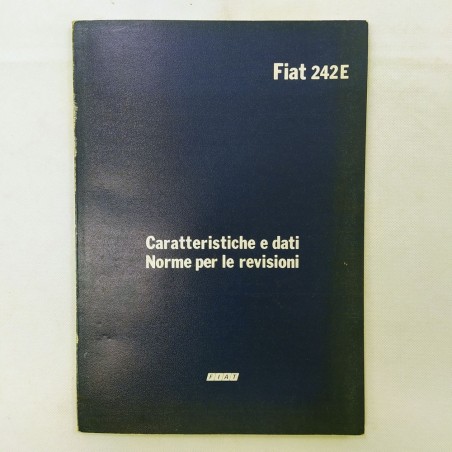 Fiat 242E
Caratteristiche e dati
Norme per le revisioni
FIAT